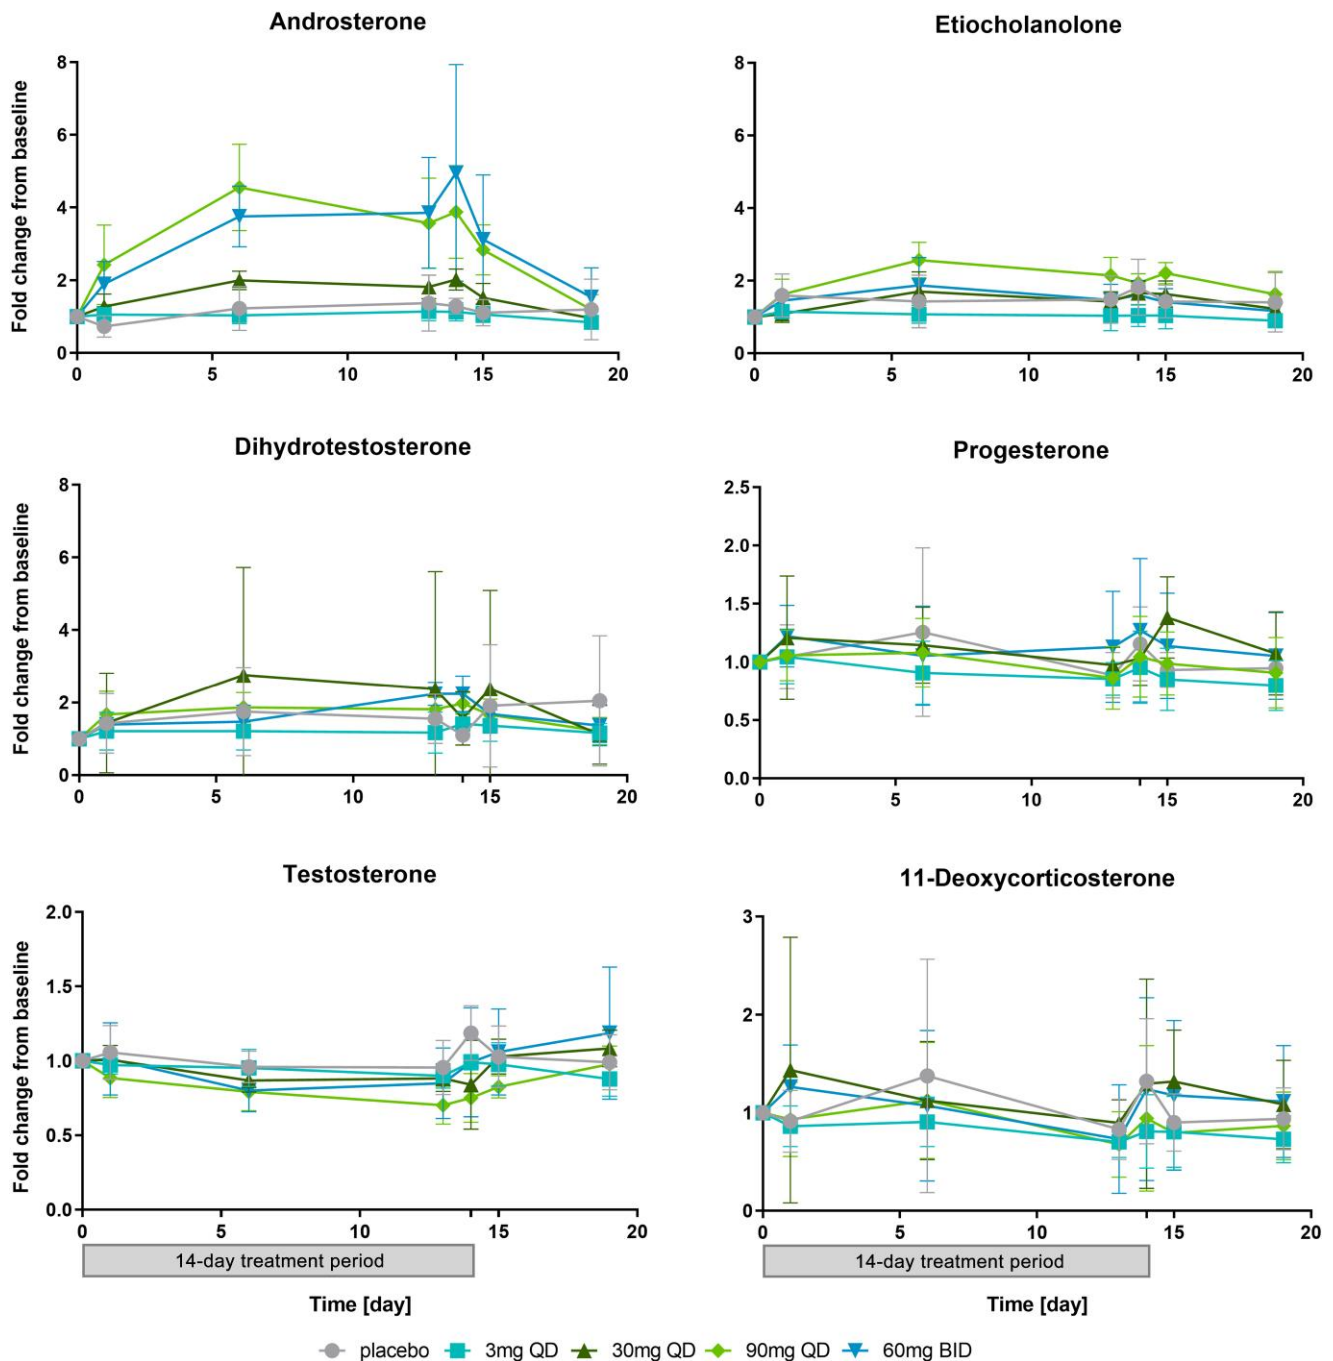 Androsterone
Etiocholanolone
Fold change from baseline
8
6
4
2
0
0 5 10 15 20
8
6
4
2
0
0 5 10 15 20
Dihydrotestosterone
Progesterone
Fold change from baseline
8
6
4
2
0
0 5 10 15 20
2.5
2.0
1.5
1.0
0.5
0.0
0 5 10 15 20
Testosterone
11-Deoxycorticosterone
Fold change from baseline
2.0
1.5
1.0
0.5
0.0
0 5 10 15 20
3
2
1
0
0 5 10 15 20
14-day treatment period
14-day treatment period
Time [day]
Time [day]
placebo 3mg QD 30mg QD 90mg QD 60mg BID